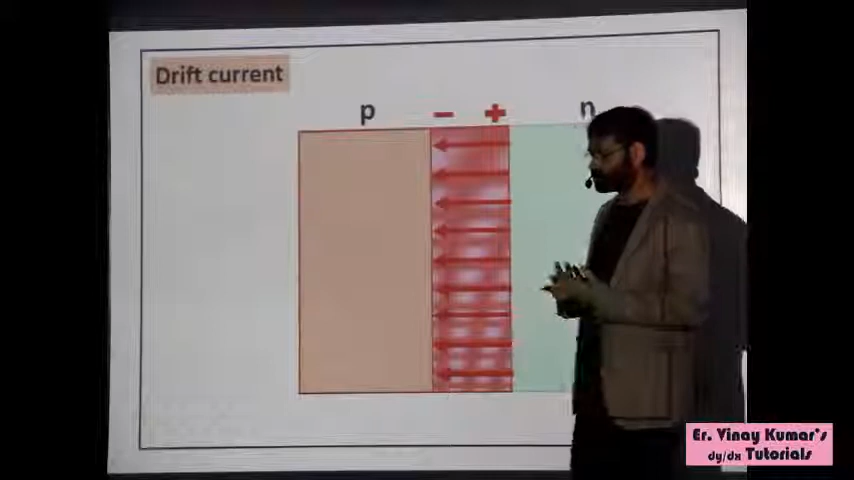 Drift current
p − + n
Er. Vinay Kumar's
dy/dx Tutorials